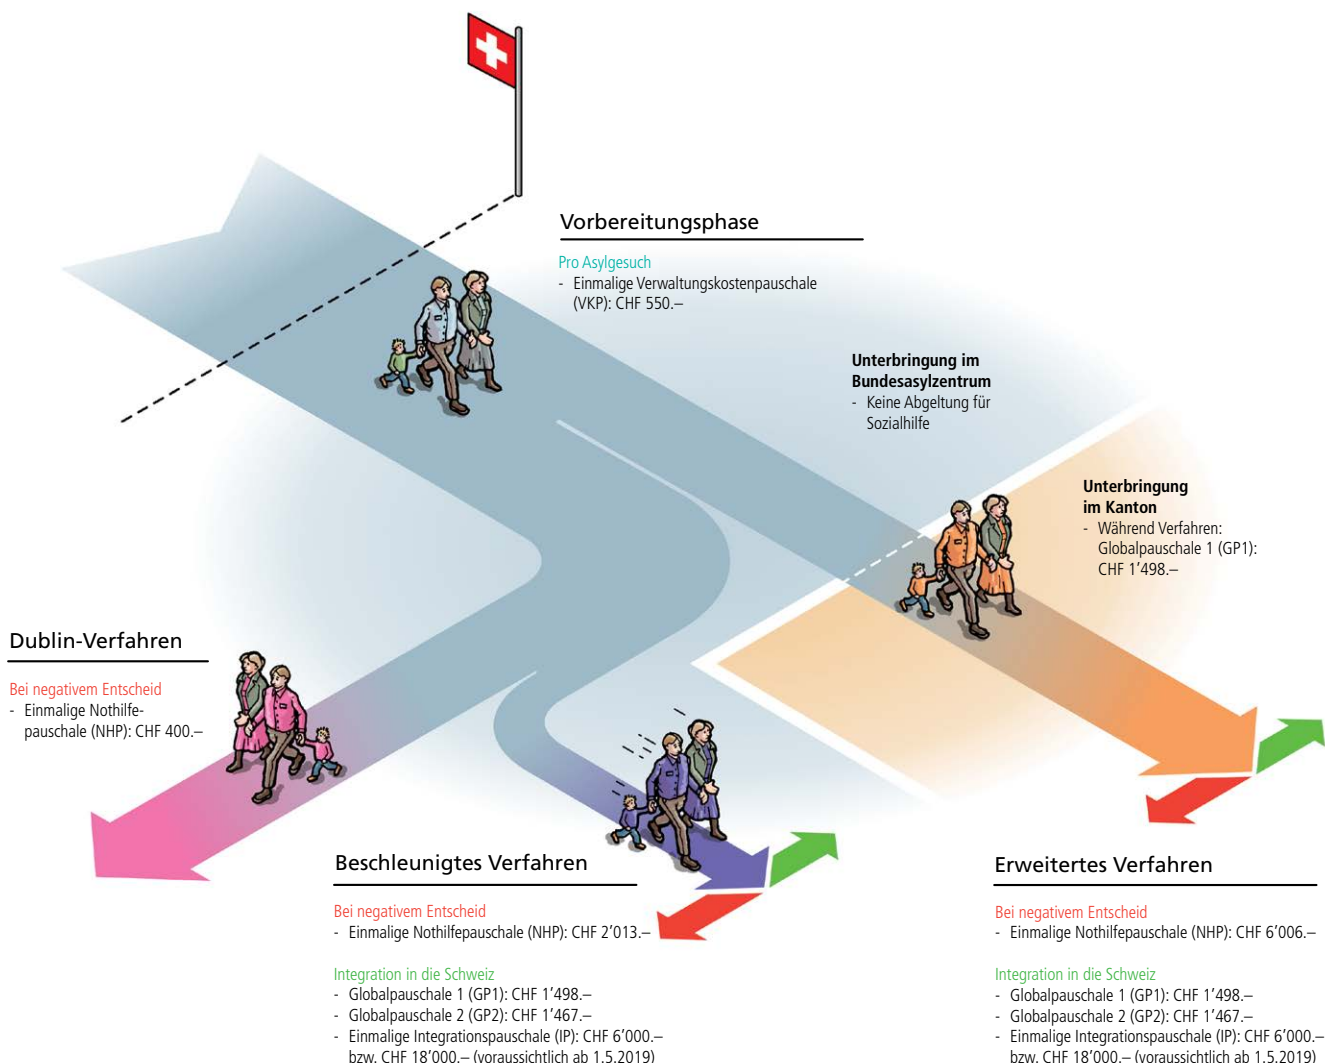 Vorbereitungsphase
Pro Asylgesuch
- Einmalige Verwaltungskostenpauschale
(VKP): CHF 550.–
Unterbringung im
Bundesasylzentrum
- Keine Abgeltung für
Sozialhilfe
Unterbringung
im Kanton
- Während Verfahren:
Globalpauschale 1 (GP1):
CHF 1’498.–
Dublin-Verfahren
Bei negativem Entscheid
- Einmalige Nothilfe-
pauschale (NHP): CHF 400.–
Beschleunigtes Verfahren
Bei negativem Entscheid
- Einmalige Nothilfepauschale (NHP): CHF 2’013.–
Integration in die Schweiz
- Globalpauschale 1 (GP1): CHF 1’498.–
- Globalpauschale 2 (GP2): CHF 1’467.–
- Einmalige Integrationspauschale (IP): CHF 6’000.–
bzw. CHF 18’000.– (voraussichtlich ab 1.5.2019)
Erweitertes Verfahren
Bei negativem Entscheid
- Einmalige Nothilfepauschale (NHP): CHF 6’006.–
Integration in die Schweiz
- Globalpauschale 1 (GP1): CHF 1’498.–
- Globalpauschale 2 (GP2): CHF 1’467.–
- Einmalige Integrationspauschale (IP): CHF 6’000.–
bzw. CHF 18’000.– (voraussichtlich ab 1.5.2019)